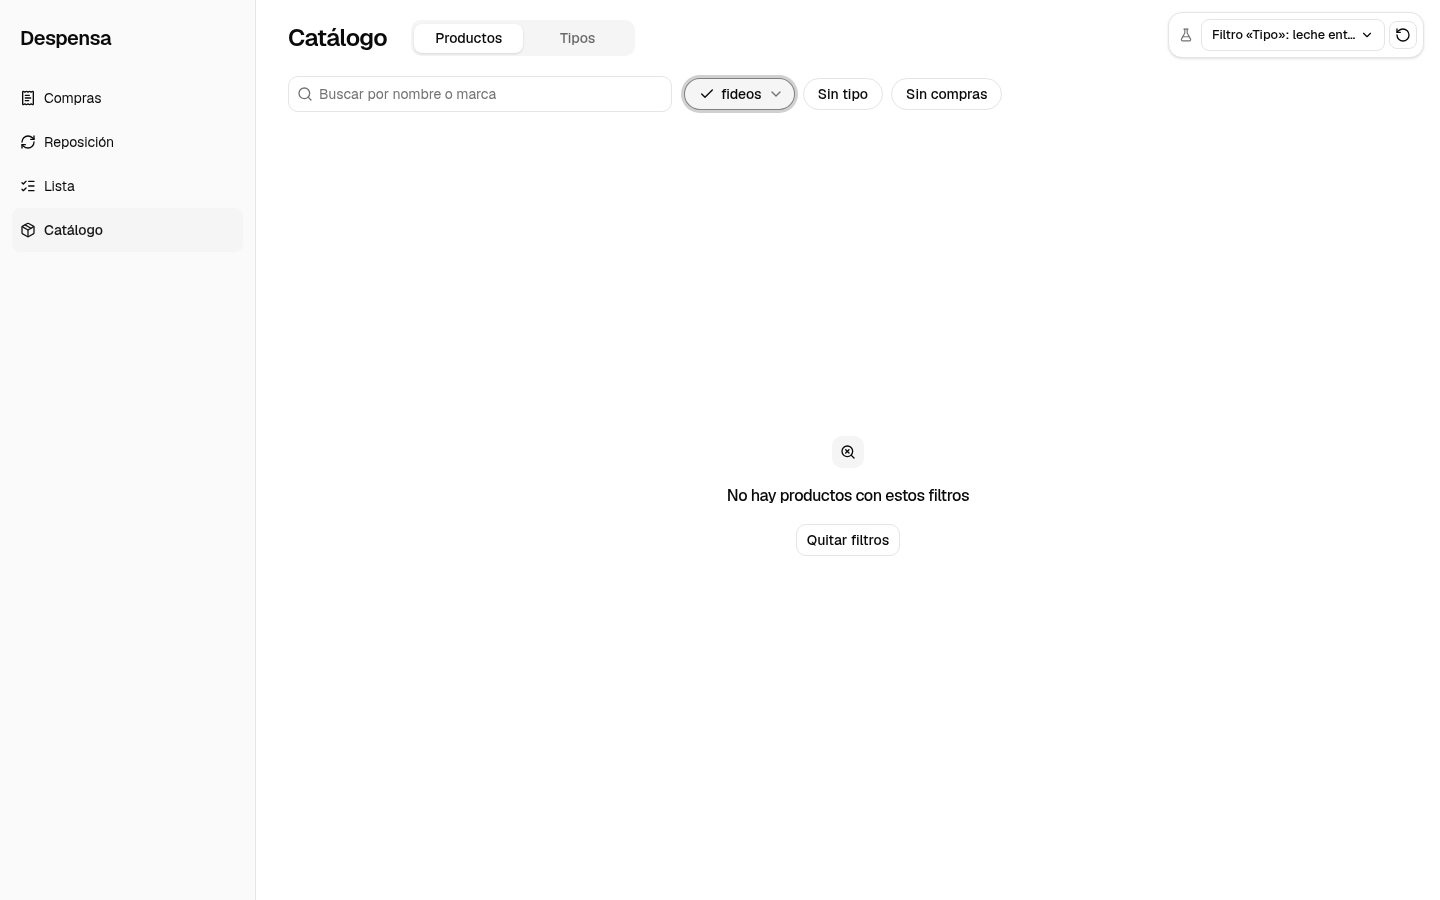 Despensa
Compras
Reposición
Lista
Catálogo
Catálogo
Productos
Tipos
Filtro «Tipo»: leche ent…
Buscar por nombre o marca
fideos
Sin tipo
Sin compras
No hay productos con estos filtros
Quitar filtros